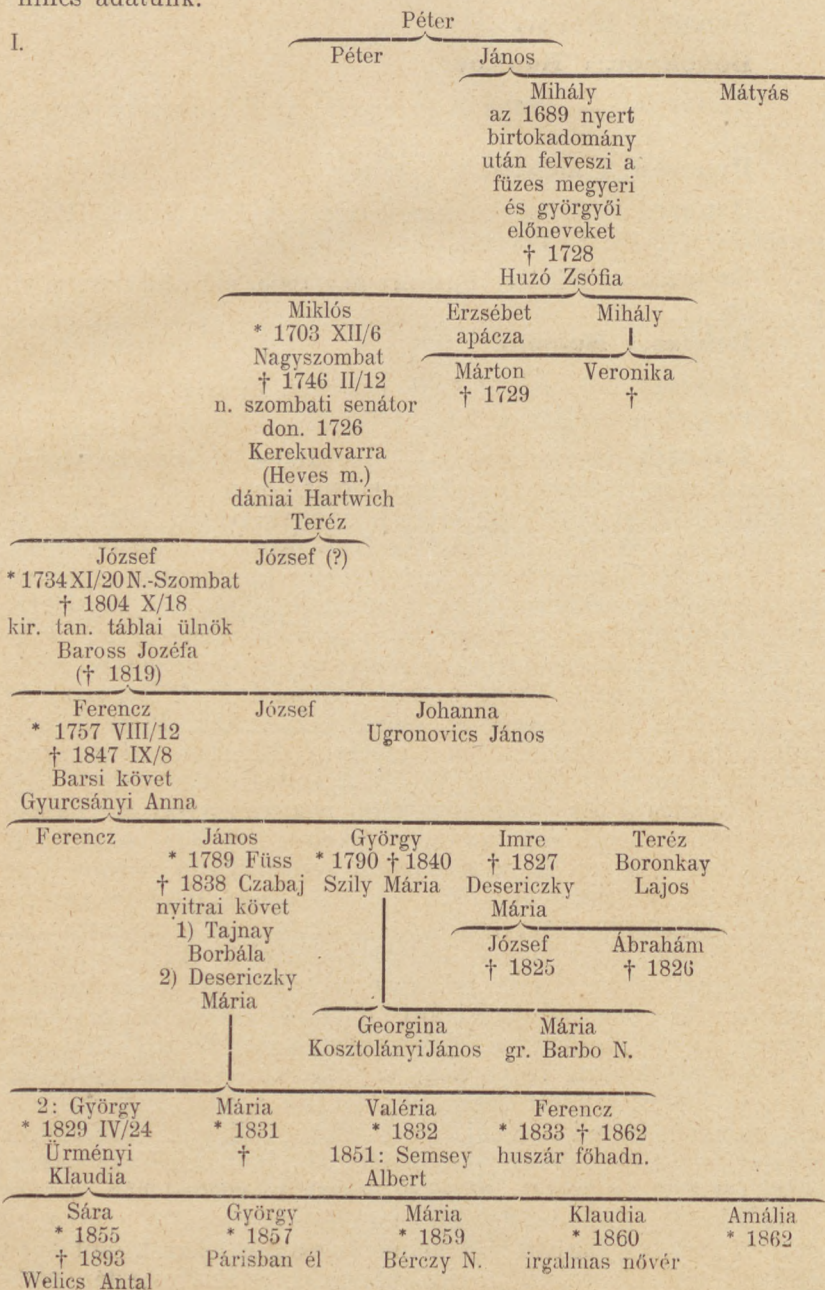 nincs adatunk.
I.
Péter
Péter János
Mihály Mátyás
az 1689 nyert
birtokadomány
után felveszi a
füzes megyeri
és györgyői
előneveket
† 1728
Huzó Zsófia
Miklós Erzsébet Mihály
* 1703 XII/6 apácza
Nagyszombat
† 1746 II/12 Márton Veronika
n. szombati senátor † 1729 †
don. 1726
Kerekudvarra
(Heves m.)
dániai Hartwich
Teréz
József József (?)
* 1734 XI/20 N.-Szombat
† 1804 X/18
kir. tan. táblai ülnök
Baross Jozéfa
(† 1819)
Ferencz József Johanna
* 1757 VIII/12 Ugronovics János
† 1847 IX/8
Barsi követ
Gyurcsányi Anna
Ferencz János György Imre Teréz
* 1789 Füss * 1790 † 1840 † 1827 Boronkay
† 1838 Czabaj Szily Mária Desericzky Lajos
nyitrai követ Mária
1) Tajnay József Ábrahám
Borbála † 1825 † 1826
2) Desericzky
Mária
Georgina Mária
Kosztolányi János gr. Barbo N.
2: György Mária Valéria Ferencz
* 1829 IV/24 * 1831 * 1832 * 1833 † 1862
Ürményi † 1851: Semsey huszár főhadn.
Klaudia Albert
Sára György Mária Klaudia Amália
* 1855 * 1857 * 1859 * 1860 * 1862
† 1893 Párisban él Bérczy N. irgalmas nővér
Welics Antal